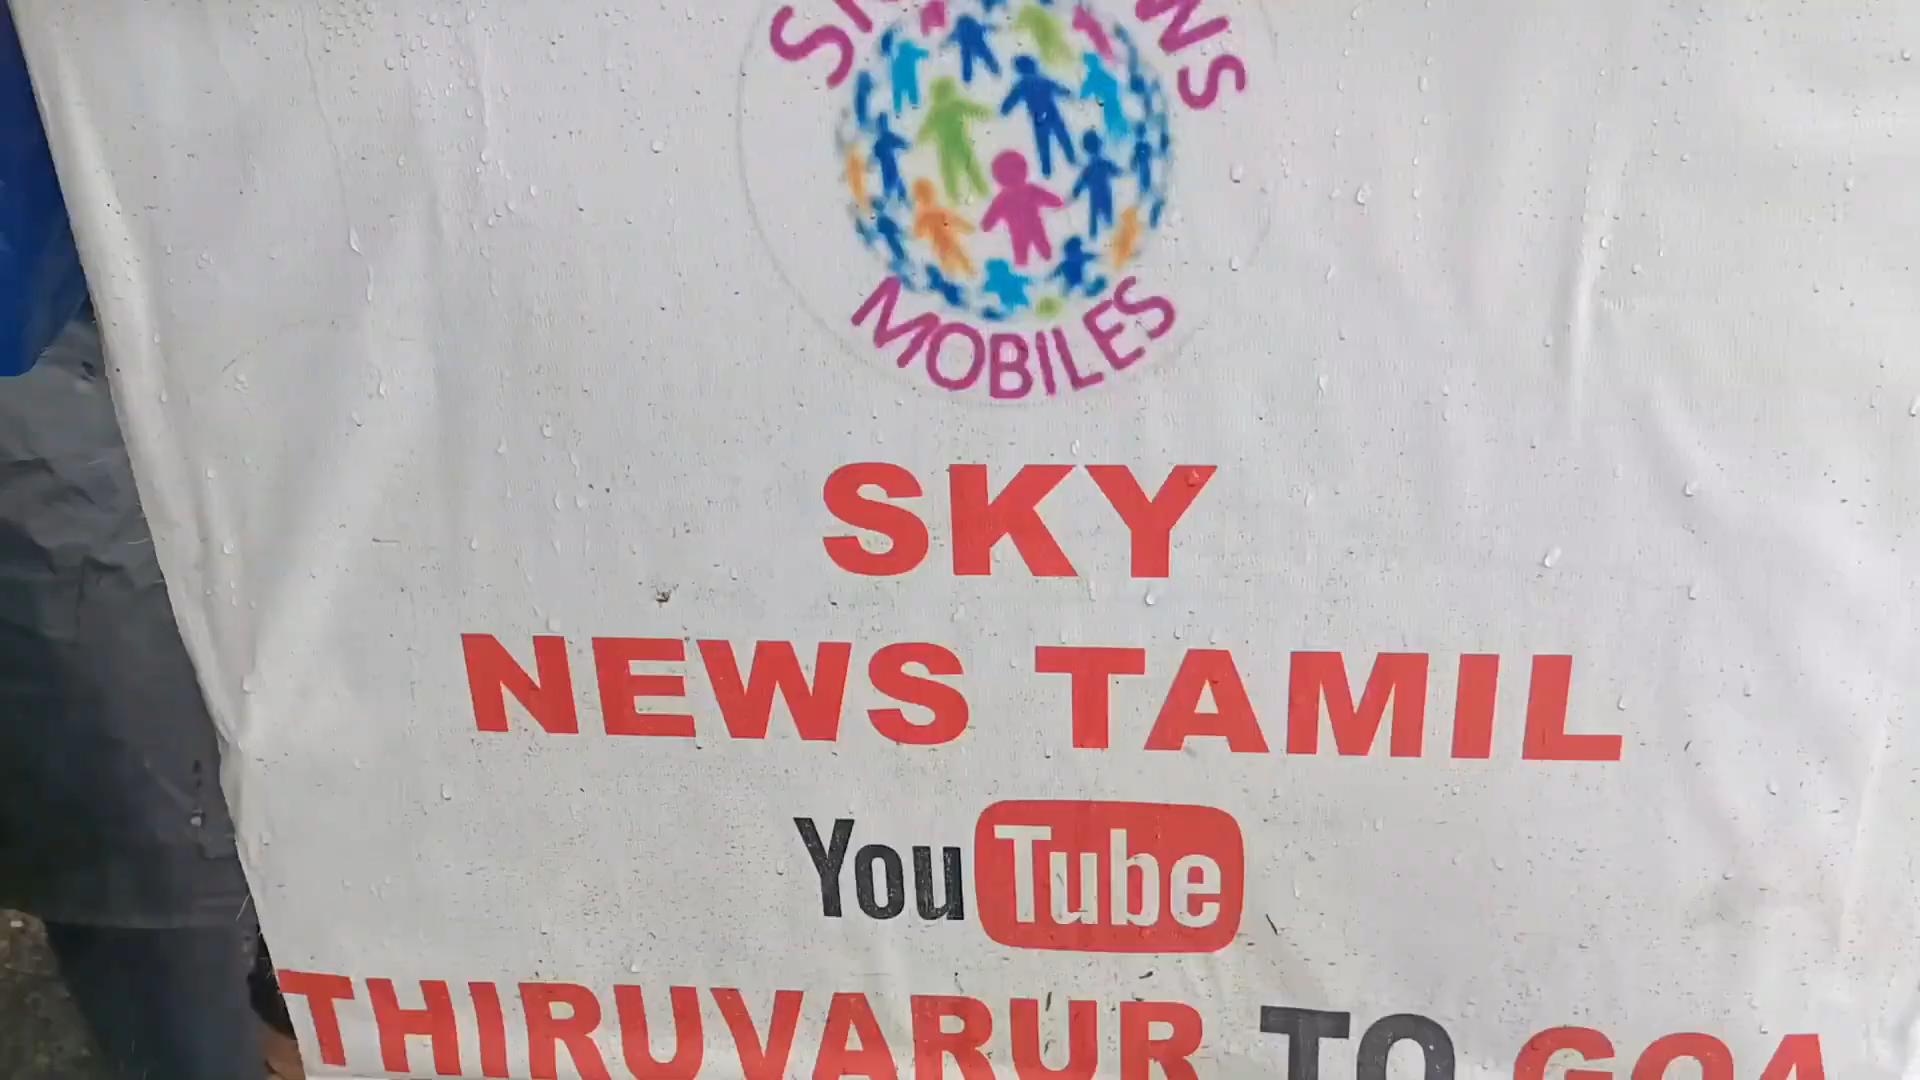 MOBILES
SKY
NEWS TAMIL
YouTube
THIRUVARUR TO GOA